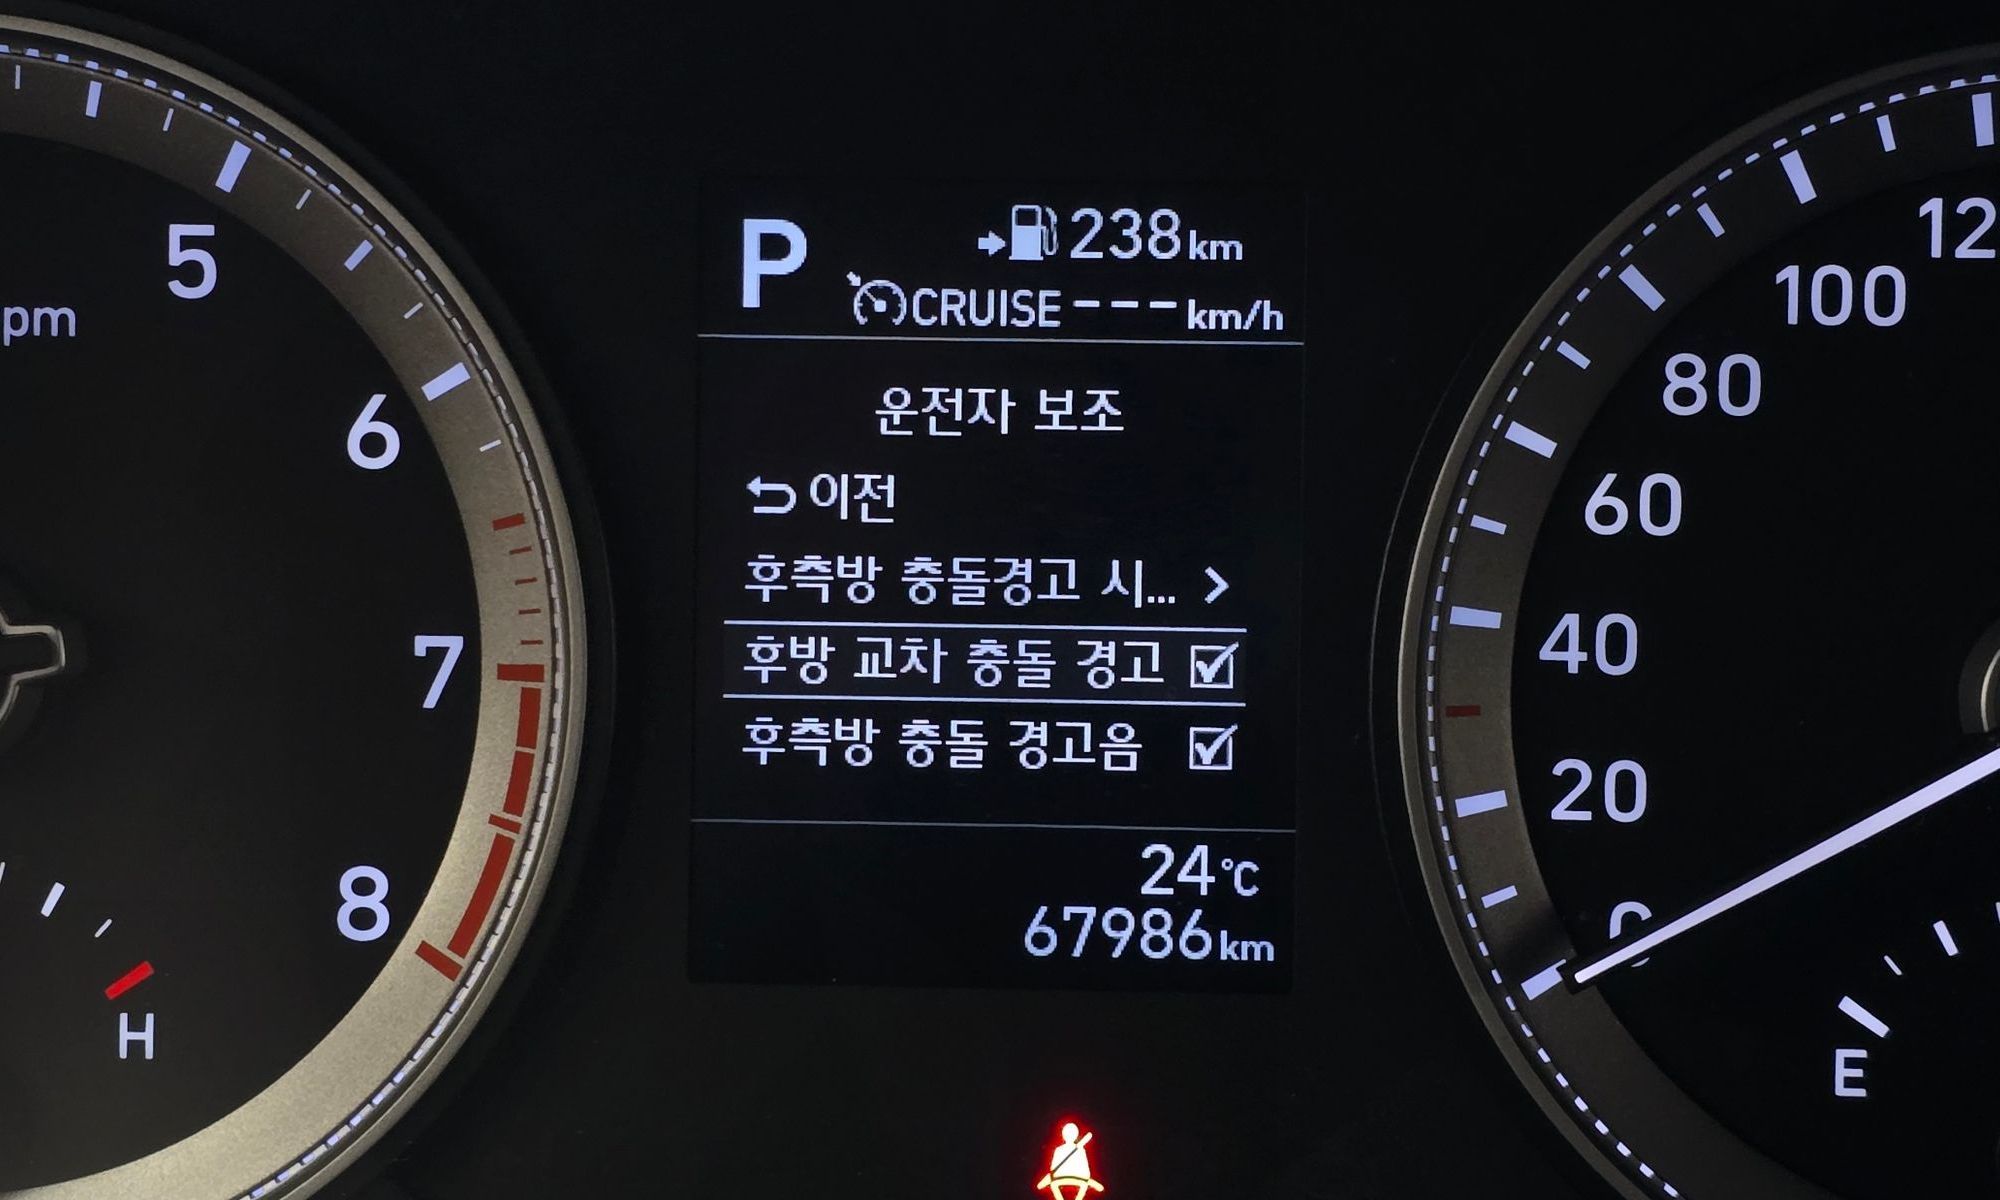 5
pm
6
7
8
H
P
238km
CRUISE---km/h
운전자 보조
이전
후측방 충돌경고 시... >
후방 교차 충돌 경고
후측방 충돌 경고음
24°C
67986km
12
100
80
60
40
20
E